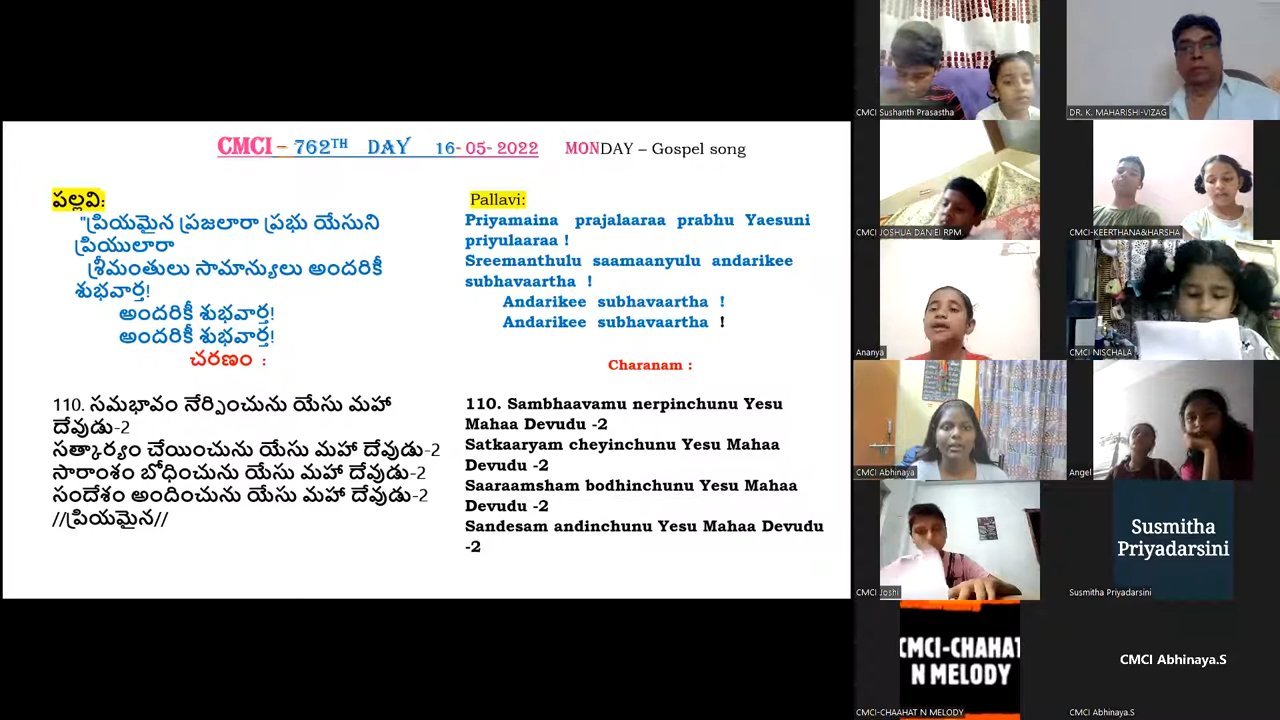 CMCI – 762TH DAY 16- 05- 2022 MONDAY – Gospel song
పల్లవి:
"ప్రియమైన ప్రజలారా ప్రభు యేసుని
ప్రియులారా
శ్రీమంతులు సామాన్యులు అందరికీ
శుభవార్త!
అందరికీ శుభవార్త!
అందరికీ శుభవార్త!
చరణం :
110. సమభావం నేర్పించును యేసు మహా
దేవుడు-2
సత్కార్యం చేయించును యేసు మహా దేవుడు-2
సారాంశం బోధించును యేసు మహా దేవుడు-2
సందేశం అందించును యేసు మహా దేవుడు-2
//ప్రియమైన//
Pallavi:
Priyamaina prajalaaraa prabhu Yaesuni
priyulaaraa !
Sreemanthulu saamaanyulu andarikee
subhavaartha !
Andarikee subhavaartha !
Andarikee subhavaartha !
Charanam :
110. Sambhaavamu nerpinchunu Yesu
Mahaa Devudu -2
Satkaaryam cheyinchunu Yesu Mahaa
Devudu -2
Saaraamsham bodhinchunu Yesu Mahaa
Devudu -2
Sandesam andinchunu Yesu Mahaa Devudu
-2
CMCI Sushanth Prasastha
DR. K. MAHARISHI-VIZAG
CMCI JOSHUA DANIEl RPM
CMCI-KEERTHANA&HARSHA
Ananya
CMCI NISCHALA
CMCI Abhinaya
Angel
CMCI Joshi
Susmitha
Priyadarsini
Susmitha Priyadarsini
CMCI-CHAHAT
N MELODY
CMCI-CHAAHAT N MELODY
CMCI Abhinaya.S
CMCI Abhinaya.S